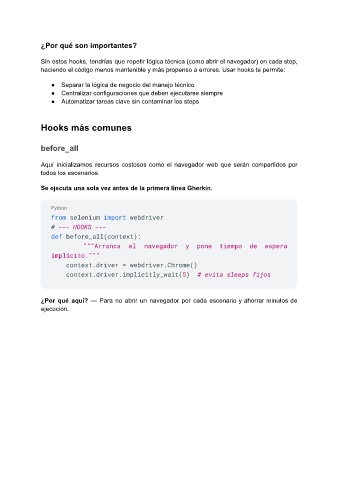 ¿Por qué son importantes?
Sin estos hooks, tendrías que repetir lógica técnica (como abrir el navegador) en cada step,
haciendo el código menos mantenible y más propenso a errores. Usar hooks te permite:
● Separar la lógica de negocio del manejo técnico
● Centralizar configuraciones que deben ejecutarse siempre
● Automatizar tareas clave sin contaminar los steps
Hooks más comunes
before_all
Aquí inicializamos recursos costosos como el navegador web que serán compartidos por
todos los escenarios.
Se ejecuta una sola vez antes de la primera línea Gherkin.
Python
from selenium import webdriver
# --- HOOKS ---
def before_all(context):
"""Arranca el navegador y pone tiempo de espera
implícito."""
context.driver = webdriver.Chrome()
context.driver.implicitly_wait(5) # evita sleeps fijos
¿Por qué aquí? — Para no abrir un navegador por cada escenario y ahorrar minutos de
ejecución.